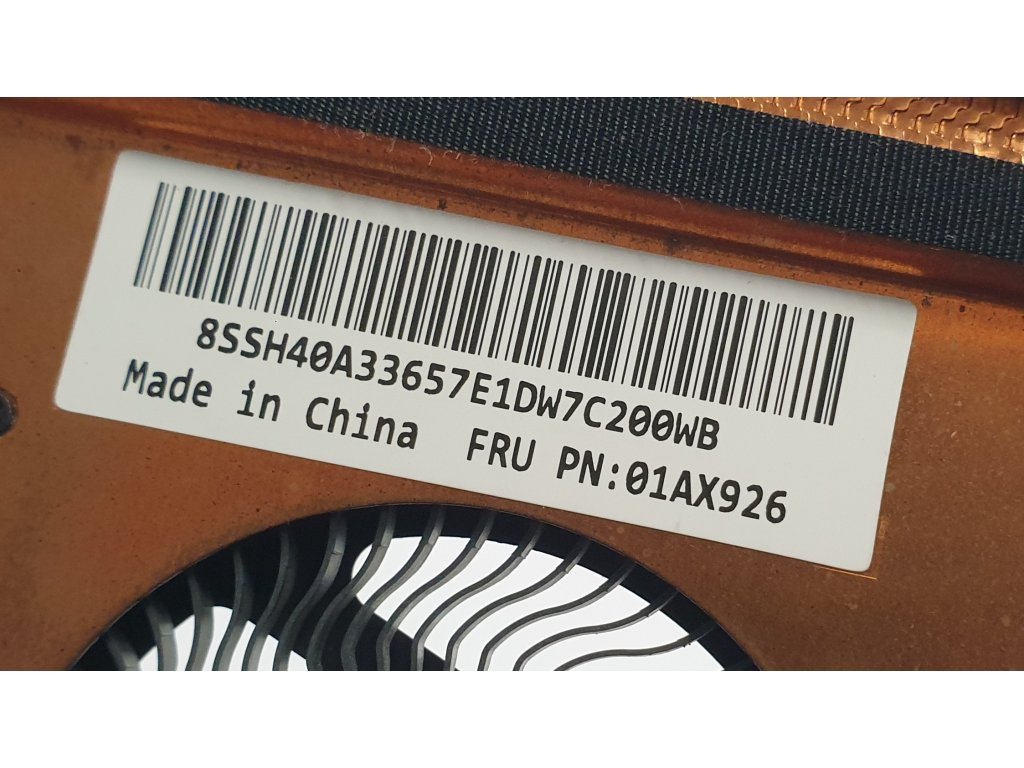 8SSH40A33657E1DW7C200WB
Made in China FRU PN:01AX926